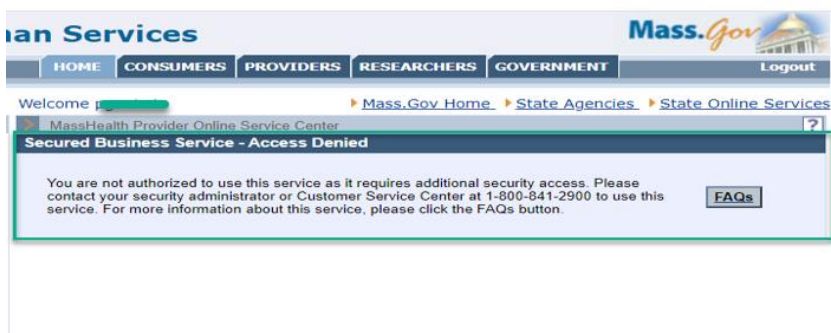 an Services
Mass.Gov
HOME CONSUMERS PROVIDERS RESEARCHERS GOVERNMENT Logout
Welcome
Mass.Gov Home State Agencies State Online Services
MassHealth Provider Online Service Center ?
Secured Business Service - Access Denied
You are not authorized to use this service as it requires additional security access. Please
contact your security administrator or Customer Service Center at 1-800-841-2900 to use this
service. For more information about this service, please click the FAQs button.
FAQs